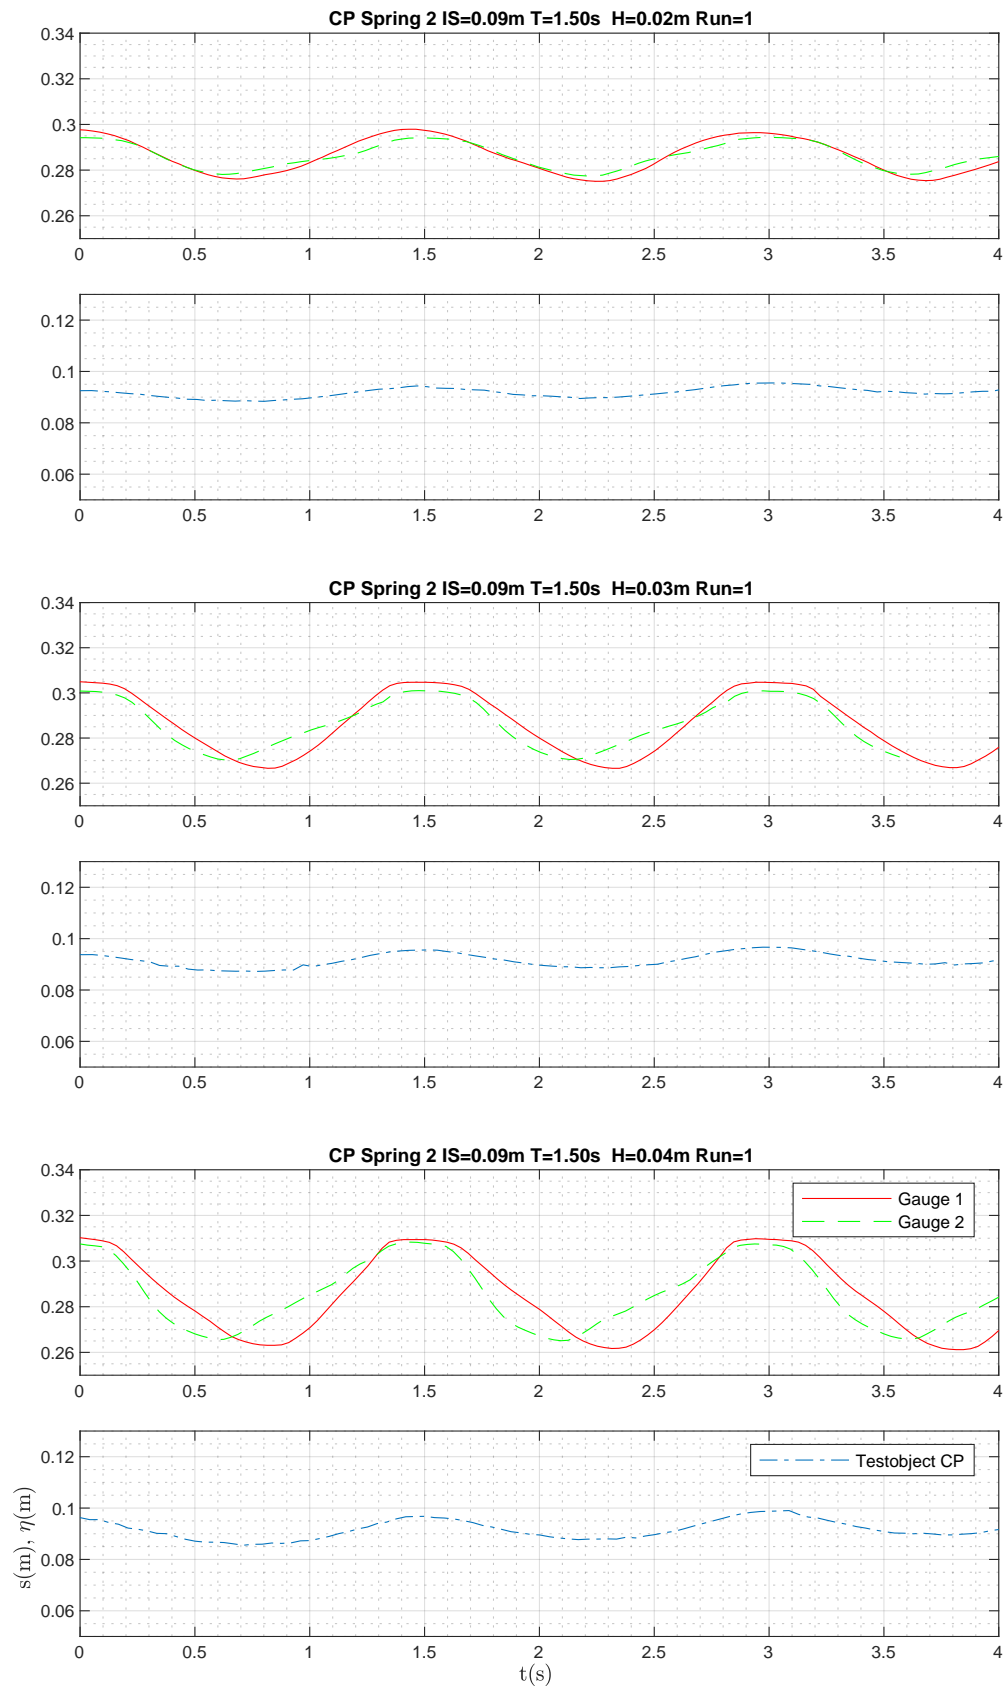 CP Spring 2 IS=0.09m T=1.50s  H=0.02m Run=1
0.34
0.32
0.3
0.28
0.26
0 0.5 1 1.5 2 2.5 3 3.5 4
0.12
0.1
0.08
0.06
0 0.5 1 1.5 2 2.5 3 3.5 4
CP Spring 2 IS=0.09m T=1.50s  H=0.03m Run=1
0.34
0.32
0.3
0.28
0.26
0 0.5 1 1.5 2 2.5 3 3.5 4
0.12
0.1
0.08
0.06
0 0.5 1 1.5 2 2.5 3 3.5 4
CP Spring 2 IS=0.09m T=1.50s  H=0.04m Run=1
0.34
Gauge 1
0.32
Gauge 2
0.3
0.28
0.26
0 0.5 1 1.5 2 2.5 3 3.5 4
Testobject CP
0.12
0.1
0.08
0.06
s(m), η(m)
0 0.5 1 1.5 2 2.5 3 3.5 4
t(s)